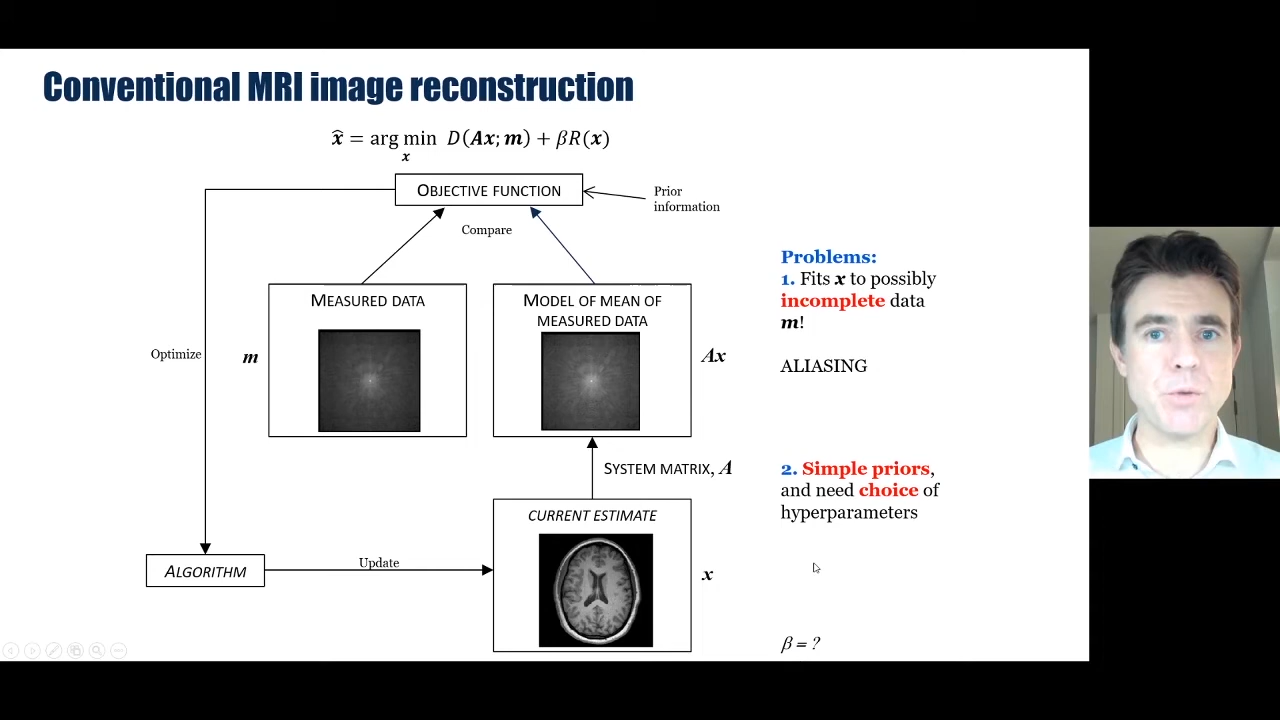 Conventional MRI image reconstruction
x̂ = arg min D(Ax; m) + βR(x)
x
OBJECTIVE FUNCTION
Prior
information
Compare
MEASURED DATA
MODEL OF MEAN OF
MEASURED DATA
Optimize
m
Ax
SYSTEM MATRIX, A
CURRENT ESTIMATE
ALGORITHM
Update
x
Problems:
1. Fits x to possibly
incomplete data
m!
ALIASING
2. Simple priors,
and need choice of
hyperparameters
β = ?